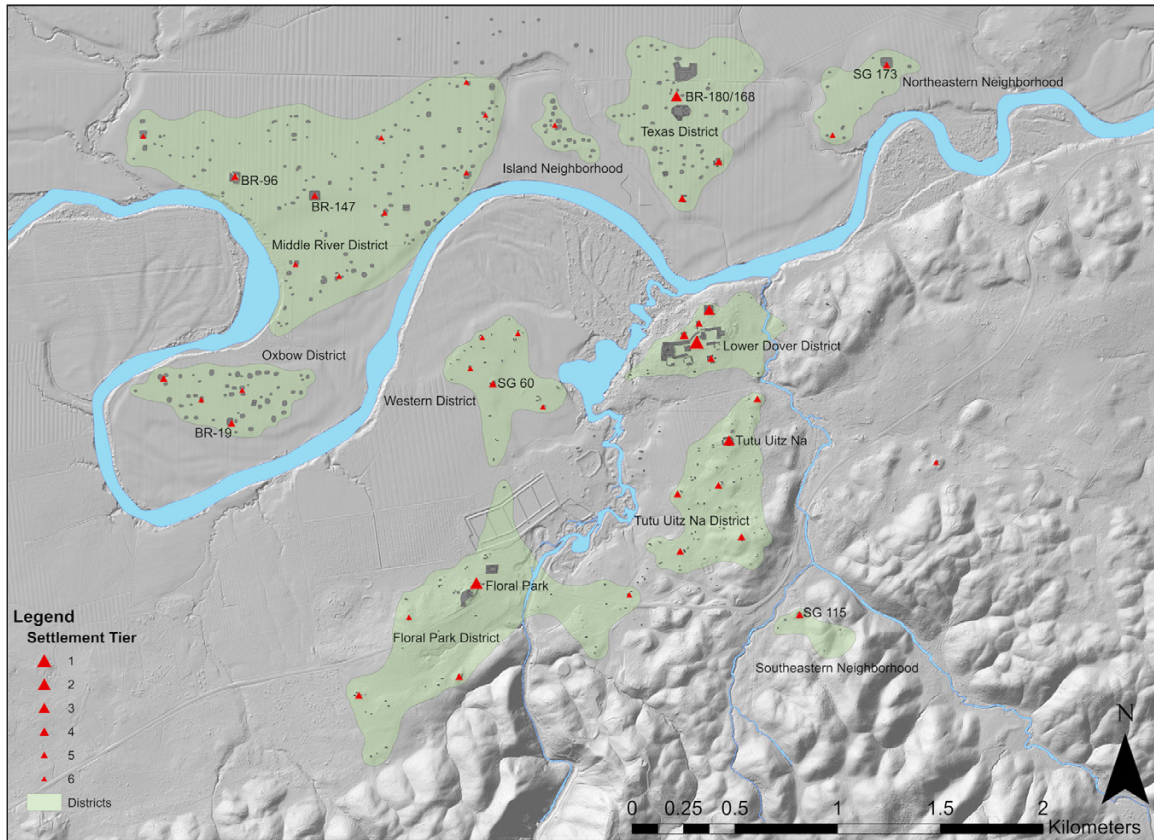 SG 173
Northeastern Neighborhood
BR-180/168
Texas District
Island Neighborhood
BR-96
BR-147
Middle River District
Oxbow District
Lower Dover District
SG 60
Western District
BR-19
Tutu Uitz Na
Tutu Uitz Na District
Floral Park
Floral Park District
SG 115
Southeastern Neighborhood
Legend
Settlement Tier
1
2
3
4
5
6
Districts
N
0 0.25 0.5 1 1.5 2
Kilometers